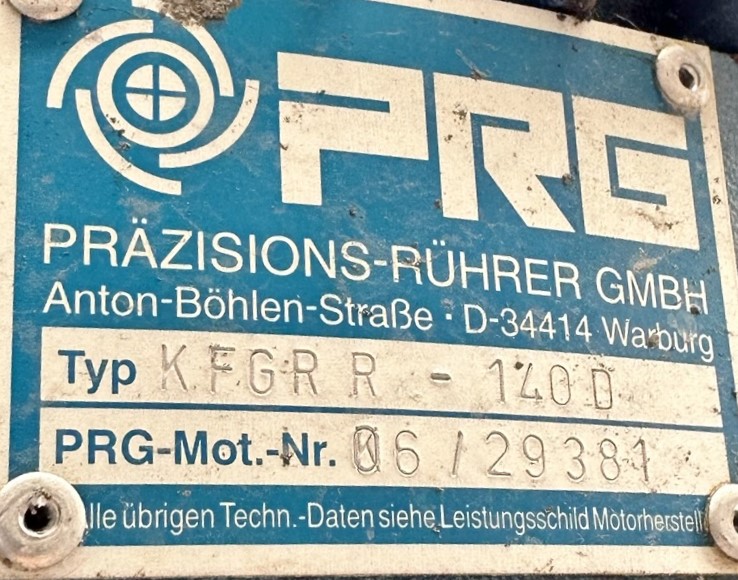 PRG
PRÄZISIONS-RÜHRER GMBH
Anton-Böhlen-Straße · D-34414 Warburg
Typ KFGRR - 140D
PRG-Mot.-Nr. 06/29381
lle übrigen Techn.-Daten siehe Leistungsschild Motorherstell